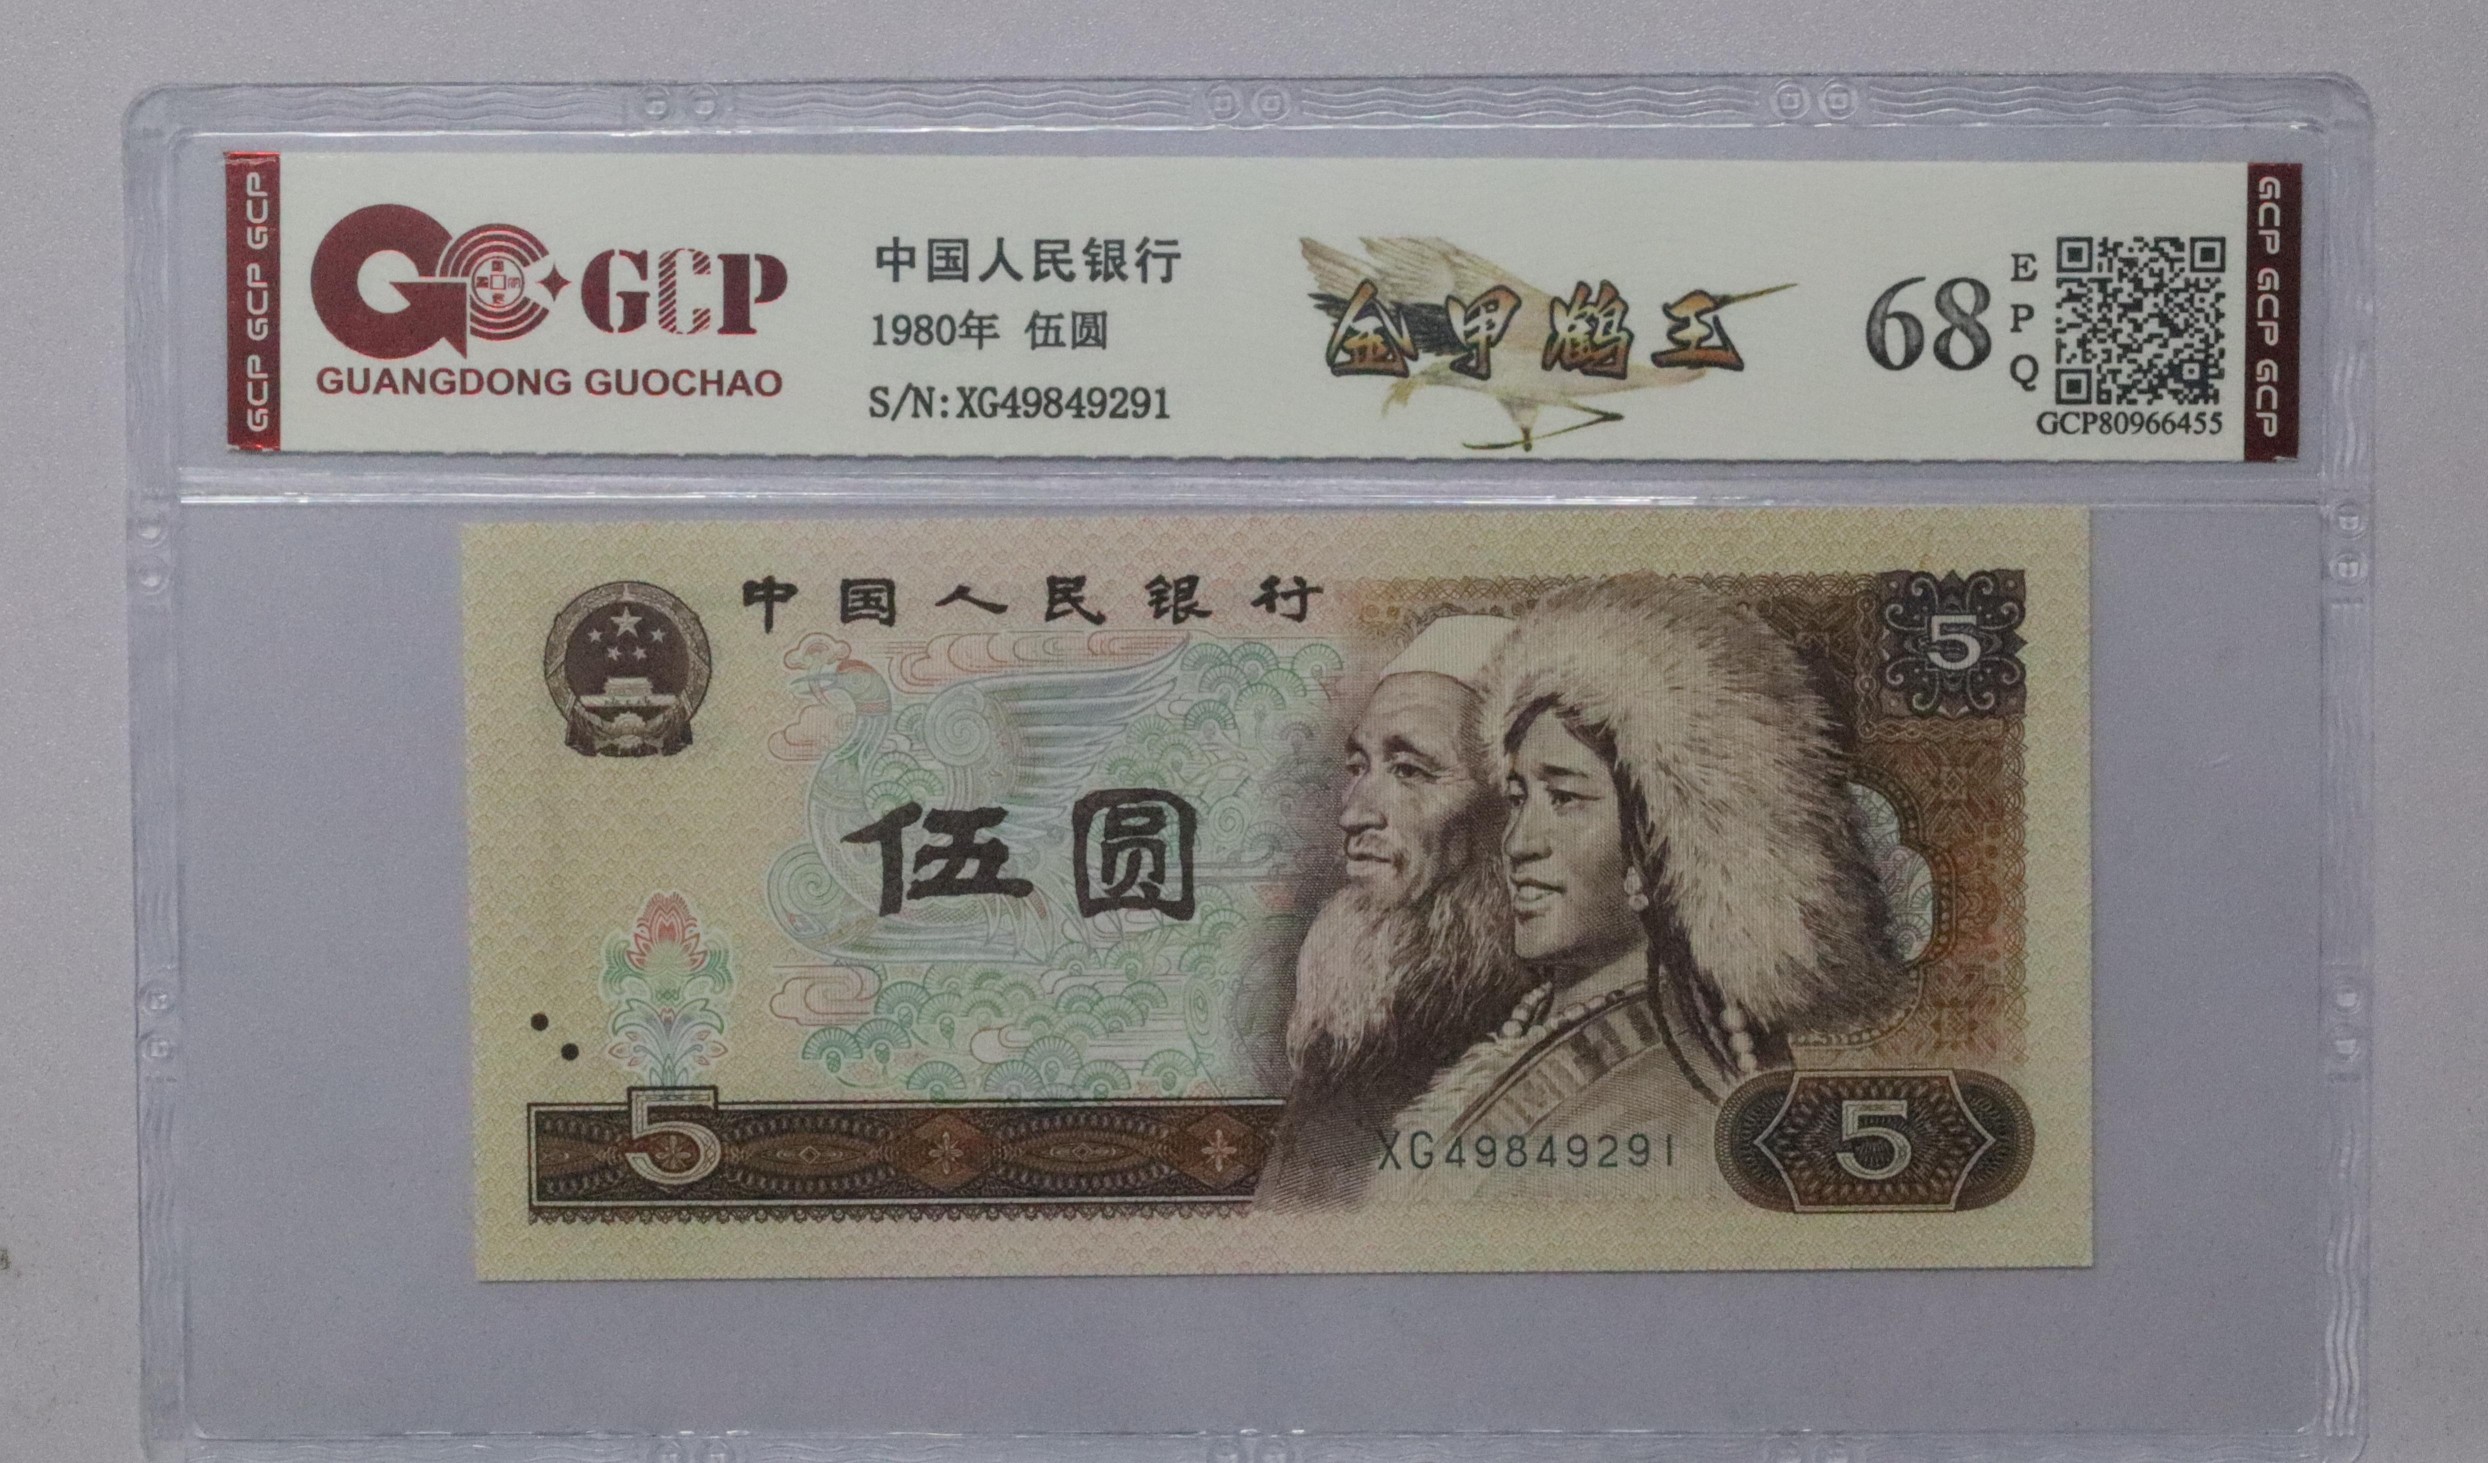 GCP GCP GCP
GCP
GUANGDONG GUOCHAO
中国人民银行
1980年 伍圆
S/N:XG49849291
金甲鹤王
68
E
P
Q
GCP80966455
GCP GCP GCP
中国人民银行
5
伍圆
5
XG49849291
5